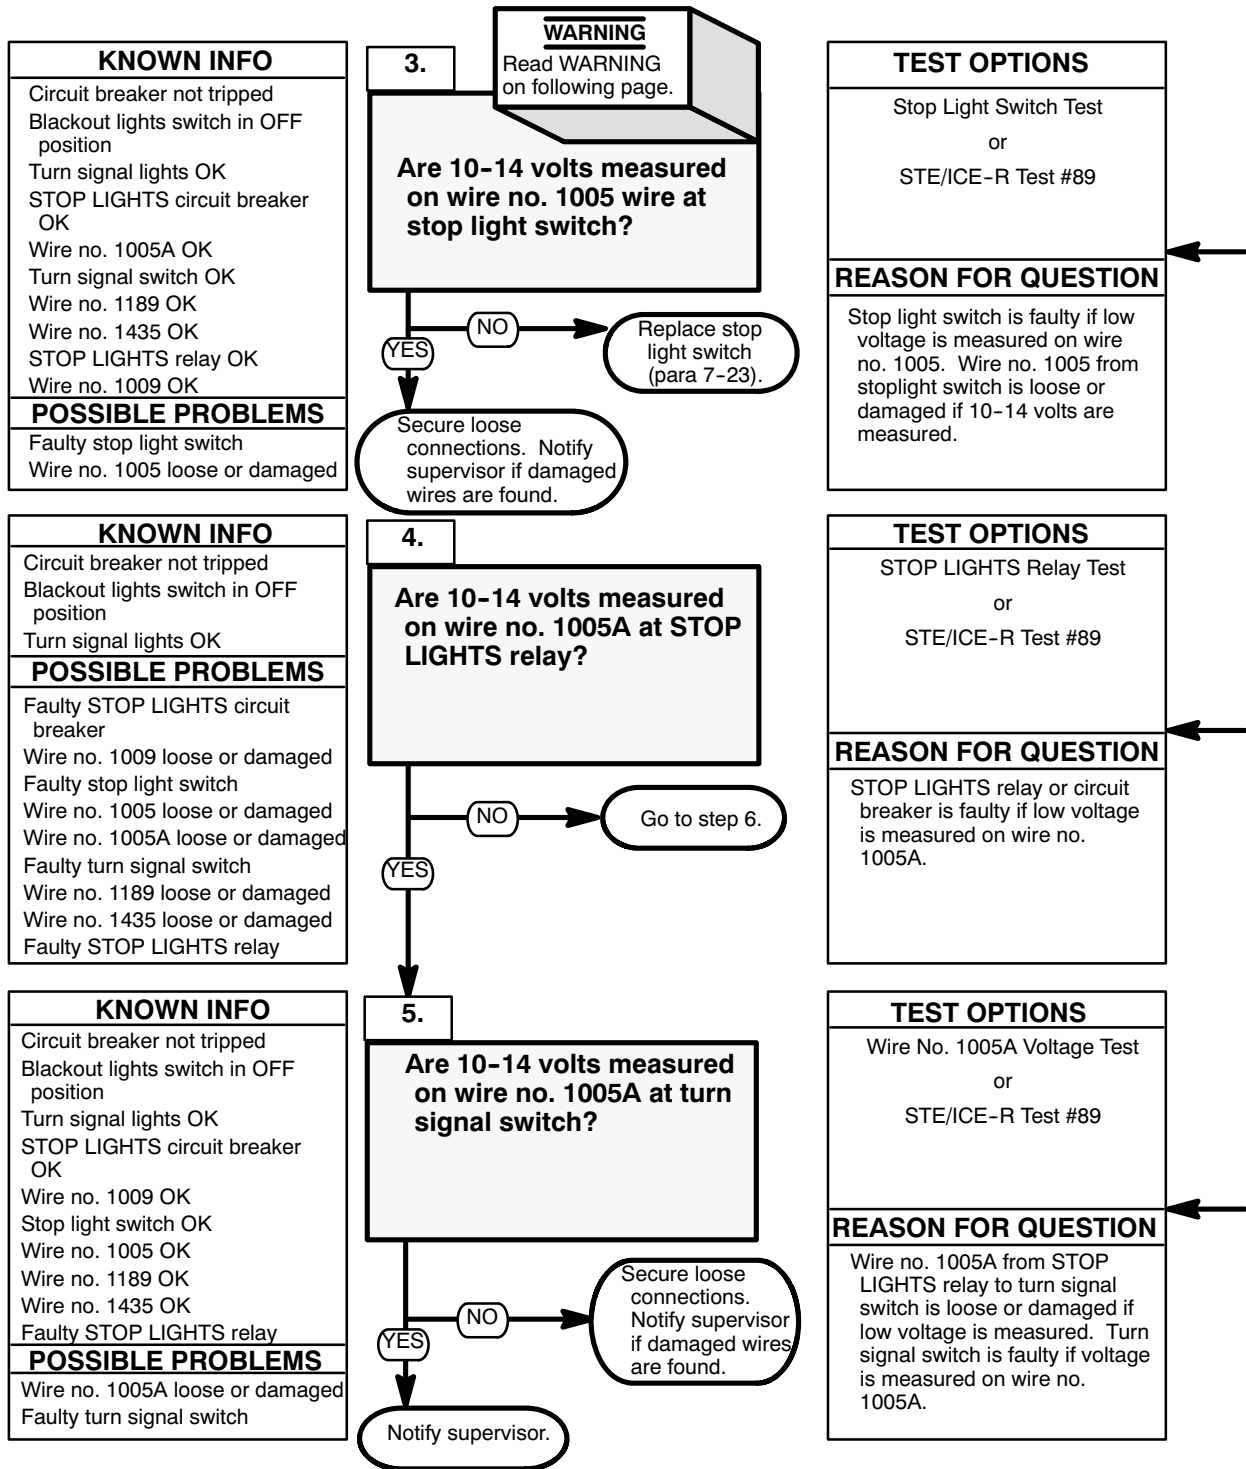 KNOWN INFO
Circuit breaker not tripped
Blackout lights switch in OFF
position
Turn signal lights OK
STOP LIGHTS circuit breaker
OK
Wire no. 1005A OK
Turn signal switch OK
Wire no. 1189 OK
Wire no. 1435 OK
STOP LIGHTS relay OK
Wire no. 1009 OK
POSSIBLE PROBLEMS
Faulty stop light switch
Wire no. 1005 loose or damaged
3.
WARNING
Read WARNING
on following page.
Are 10-14 volts measured
on wire no. 1005 wire at
stop light switch?
NO
YES
Replace stop
light switch
(para 7-23).
Secure loose
connections. Notify
supervisor if damaged
wires are found.
TEST OPTIONS
Stop Light Switch Test
or
STE/ICE-R Test #89
REASON FOR QUESTION
Stop light switch is faulty if low
voltage is measured on wire
no. 1005. Wire no. 1005 from
stoplight switch is loose or
damaged if 10-14 volts are
measured.
KNOWN INFO
Circuit breaker not tripped
Blackout lights switch in OFF
position
Turn signal lights OK
POSSIBLE PROBLEMS
Faulty STOP LIGHTS circuit
breaker
Wire no. 1009 loose or damaged
Faulty stop light switch
Wire no. 1005 loose or damaged
Wire no. 1005A loose or damaged
Faulty turn signal switch
Wire no. 1189 loose or damaged
Wire no. 1435 loose or damaged
Faulty STOP LIGHTS relay
4.
Are 10-14 volts measured
on wire no. 1005A at STOP
LIGHTS relay?
NO
Go to step 6.
YES
TEST OPTIONS
STOP LIGHTS Relay Test
or
STE/ICE-R Test #89
REASON FOR QUESTION
STOP LIGHTS relay or circuit
breaker is faulty if low voltage
is measured on wire no.
1005A.
KNOWN INFO
Circuit breaker not tripped
Blackout lights switch in OFF
position
Turn signal lights OK
STOP LIGHTS circuit breaker
OK
Wire no. 1009 OK
Stop light switch OK
Wire no. 1005 OK
Wire no. 1189 OK
Wire no. 1435 OK
Faulty STOP LIGHTS relay
POSSIBLE PROBLEMS
Wire no. 1005A loose or damaged
Faulty turn signal switch
5.
Are 10-14 volts measured
on wire no. 1005A at turn
signal switch?
NO
YES
Secure loose
connections.
Notify supervisor
if damaged wires
are found.
Notify supervisor.
TEST OPTIONS
Wire No. 1005A Voltage Test
or
STE/ICE-R Test #89
REASON FOR QUESTION
Wire no. 1005A from STOP
LIGHTS relay to turn signal
switch is loose or damaged if
low voltage is measured. Turn
signal switch is faulty if voltage
is measured on wire no.
1005A.